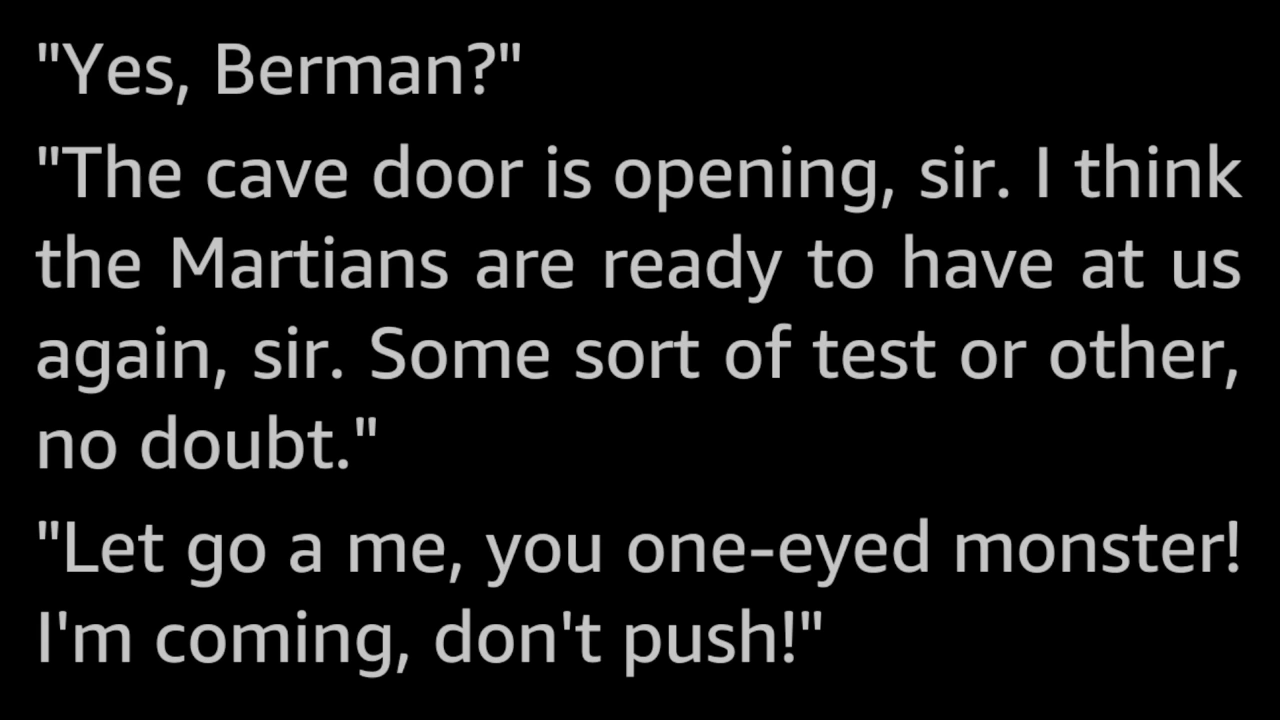 "Yes, Berman?"
"The cave door is opening, sir. I think
the Martians are ready to have at us
again, sir. Some sort of test or other,
no doubt."
"Let go a me, you one-eyed monster!
I'm coming, don't push!"